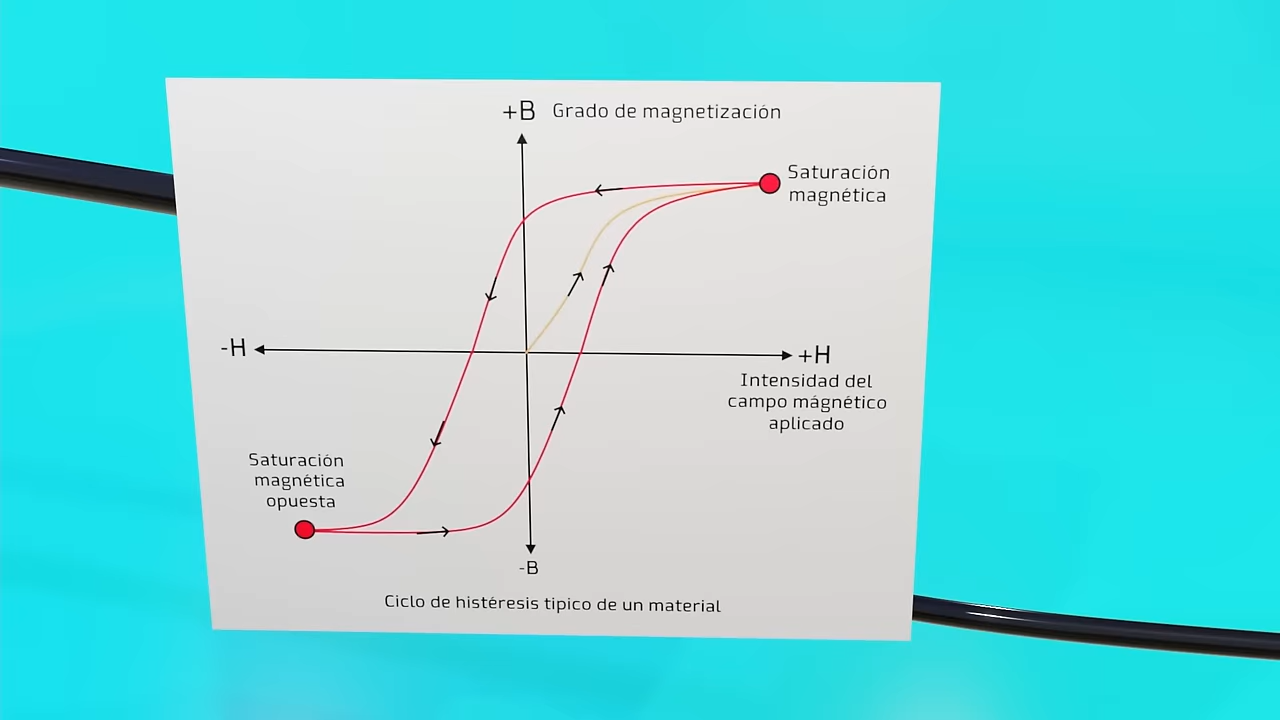 +B Grado de magnetización
Saturación
magnética
-H
+H
Intensidad del
campo mágnético
aplicado
Saturación
magnética
opuesta
-B
Ciclo de histéresis tipico de un material